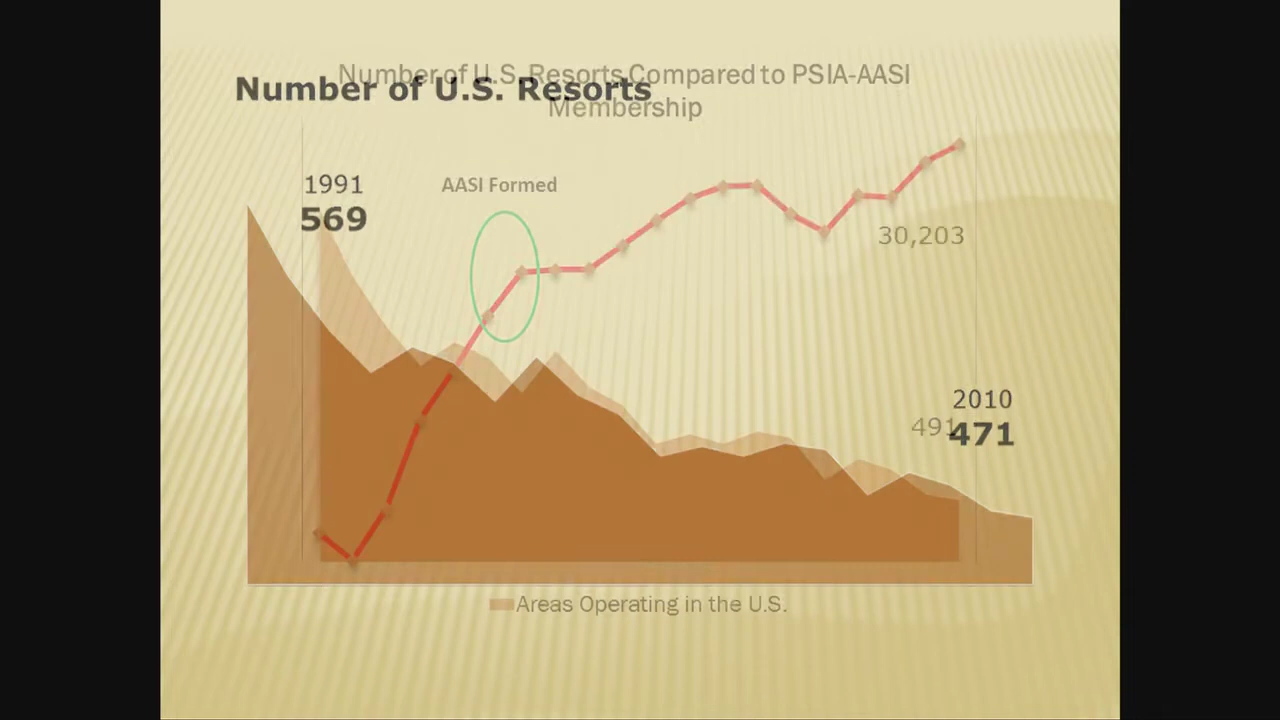 Number of U.S. Resorts Compared to PSIA-AASI
Membership
Number of U.S. Resorts
1991
569
AASI Formed
30,203
2010
491
471
Areas Operating in the U.S.